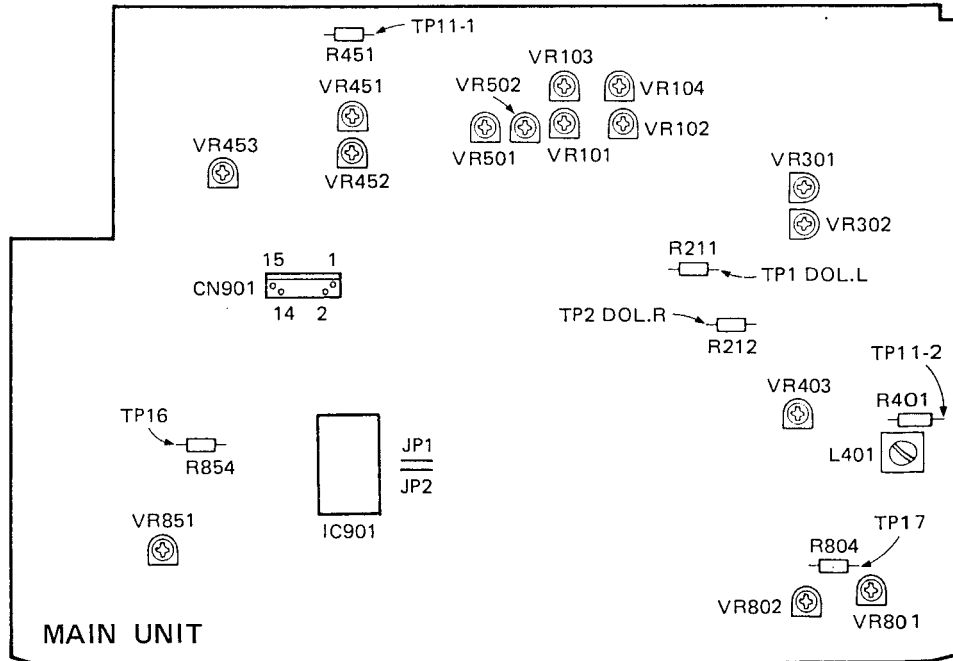 TP11-1
R451
VR103
VR451
VR502
VR104
VR453
VR501
VR101
VR102
VR452
VR301
VR302
R211
15 1
TP1 DOL.L
CN901
14 2
TP2 DOL.R
R212
TP11-2
VR403
R401
TP16
JP1
L401
R854
JP2
VR851
IC901
TP17
R804
VR802
VR801
MAIN UNIT